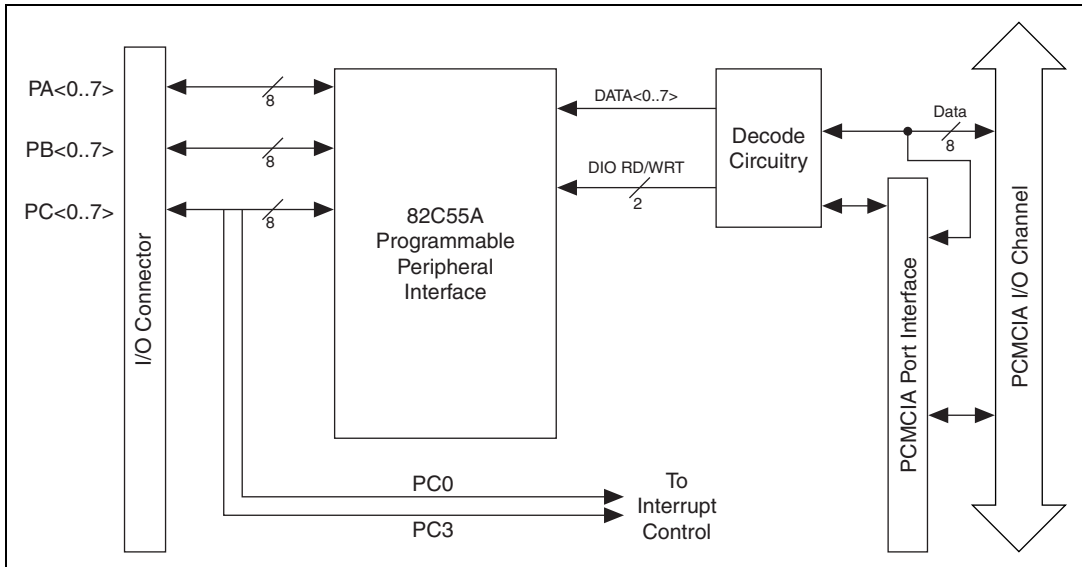 PA<0..7>
8
PB<0..7>
8
PC<0..7>
8
I/O Connector
82C55A
Programmable
Peripheral
Interface
DATA<0..7>
DIO RD/WRT
2
Decode
Circuitry
Data
8
PCMCIA Port Interface
PCMCIA I/O Channel
PC0
PC3
To
Interrupt
Control